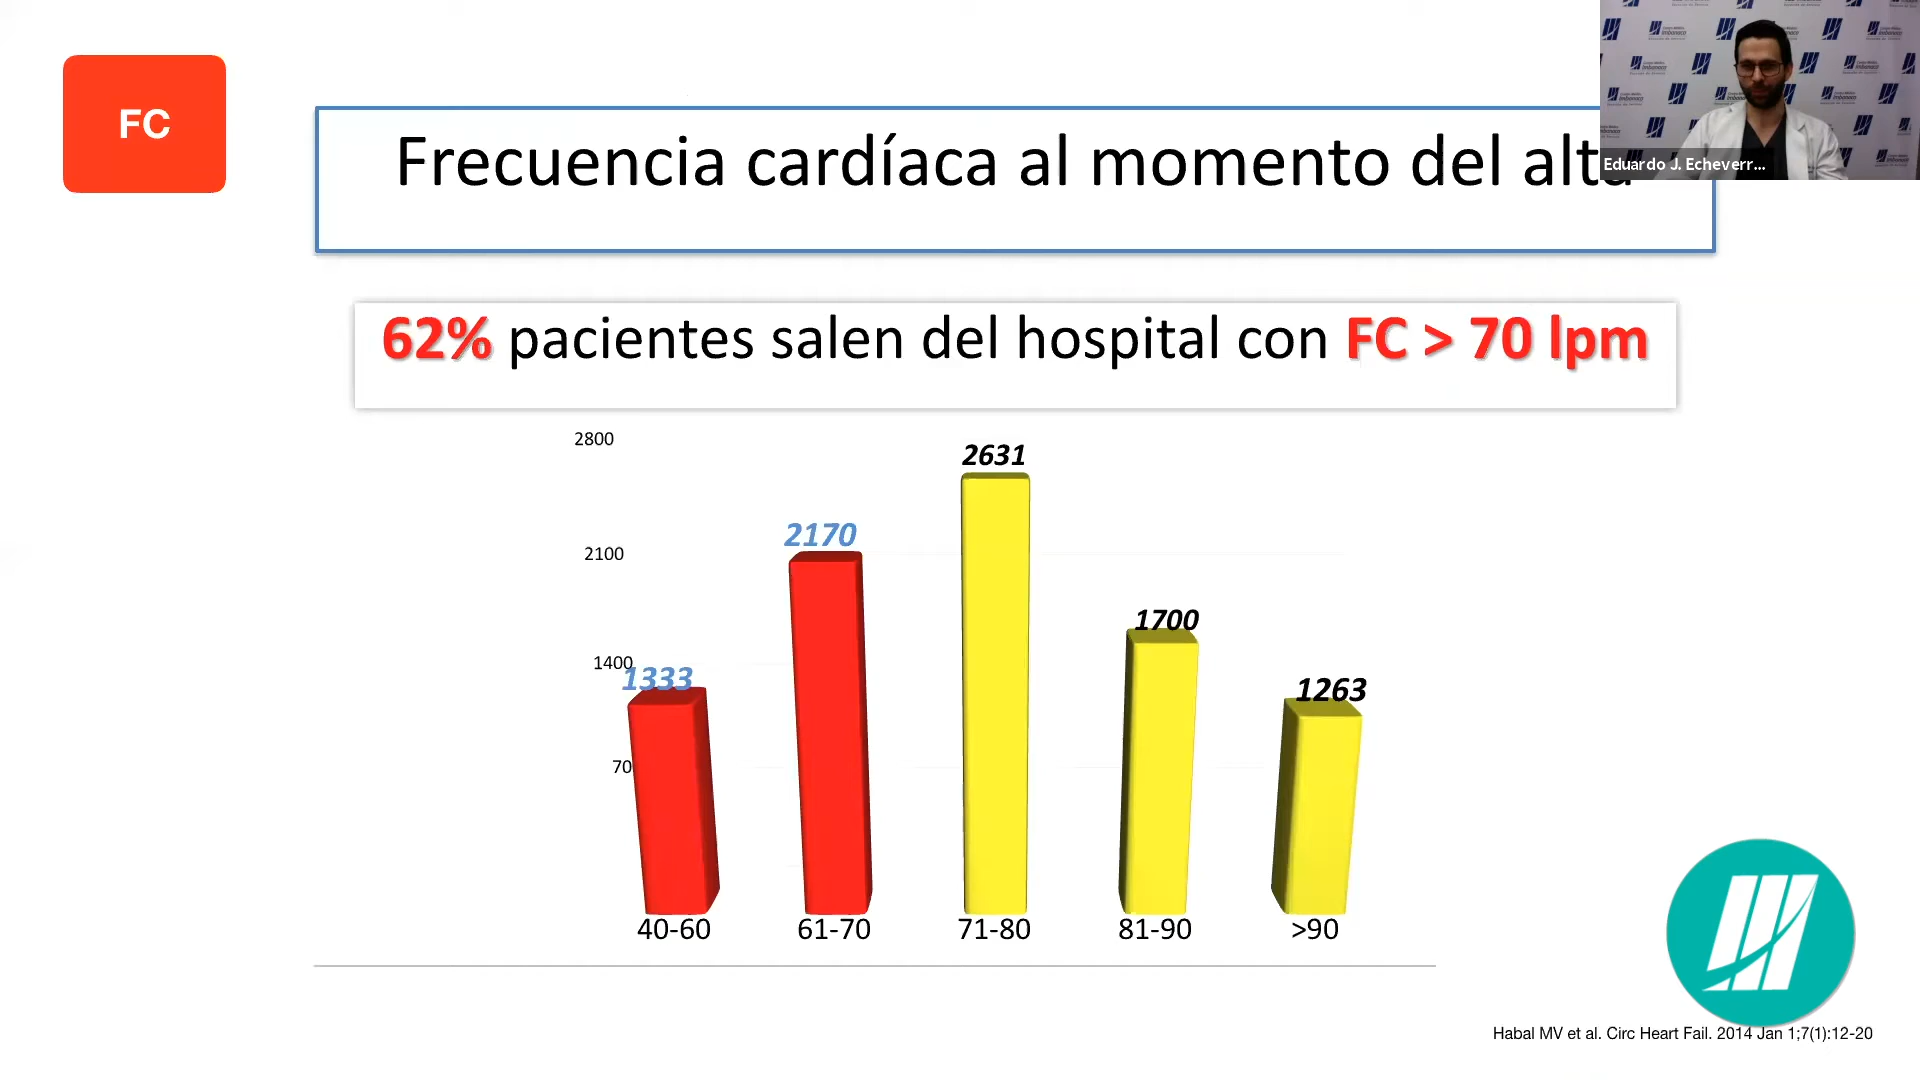 FC
Frecuencia cardíaca al momento del alta
Eduardo J. Echeverr...
62% pacientes salen del hospital con FC > 70 lpm
2800
2100
1400
70
1333
2170
2631
1700
1263
40-60
61-70
71-80
81-90
>90
Habal MV et al. Circ Heart Fail. 2014 Jan 1;7(1):12-20